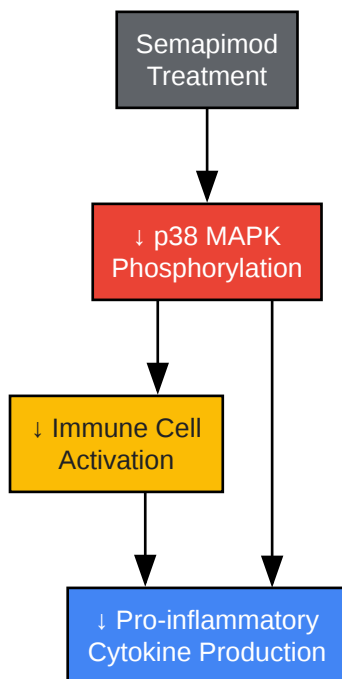 Semapimod
Treatment
↓ p38 MAPK
Phosphorylation
↓ Immune Cell
Activation
↓ Pro-inflammatory
Cytokine Production